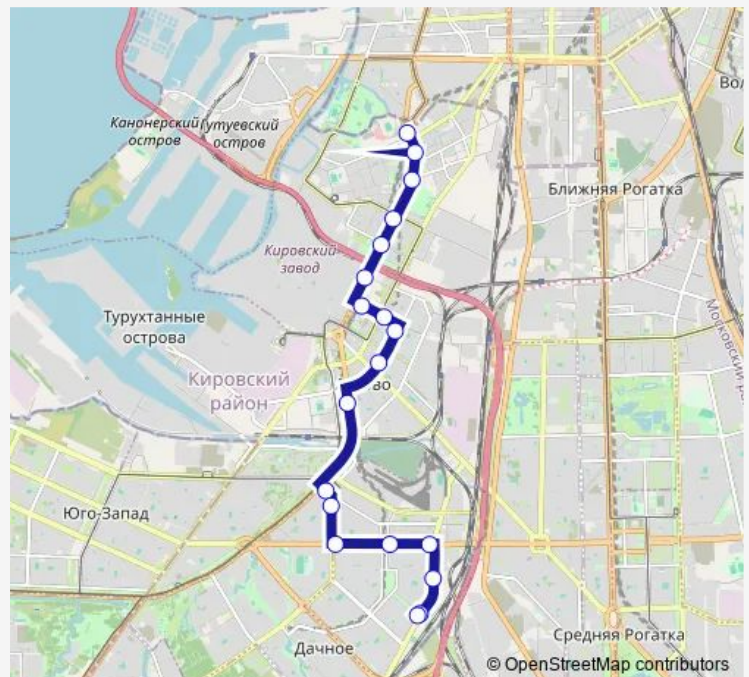 Канонерский
остров
Гутуевский
остров
Ближняя Рогатка
Кировский
завод
Турухтанные
острова
Кировский
район
Юго-Запад
Дачное
Средняя Рогатка
© OpenStreetMap contributors